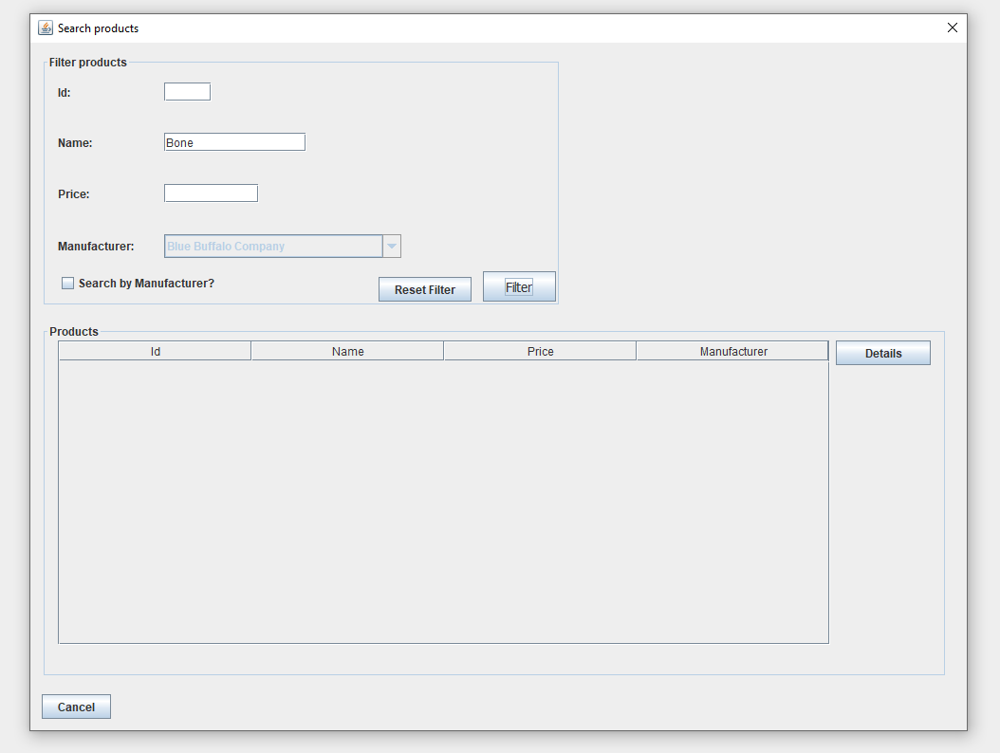 Search products
Filter products
Id:
Name: Bone
Price:
Manufacturer: Blue Buffalo Company
Search by Manufacturer? Reset Filter Filter
Products
Id Name Price Manufacturer Details
Cancel